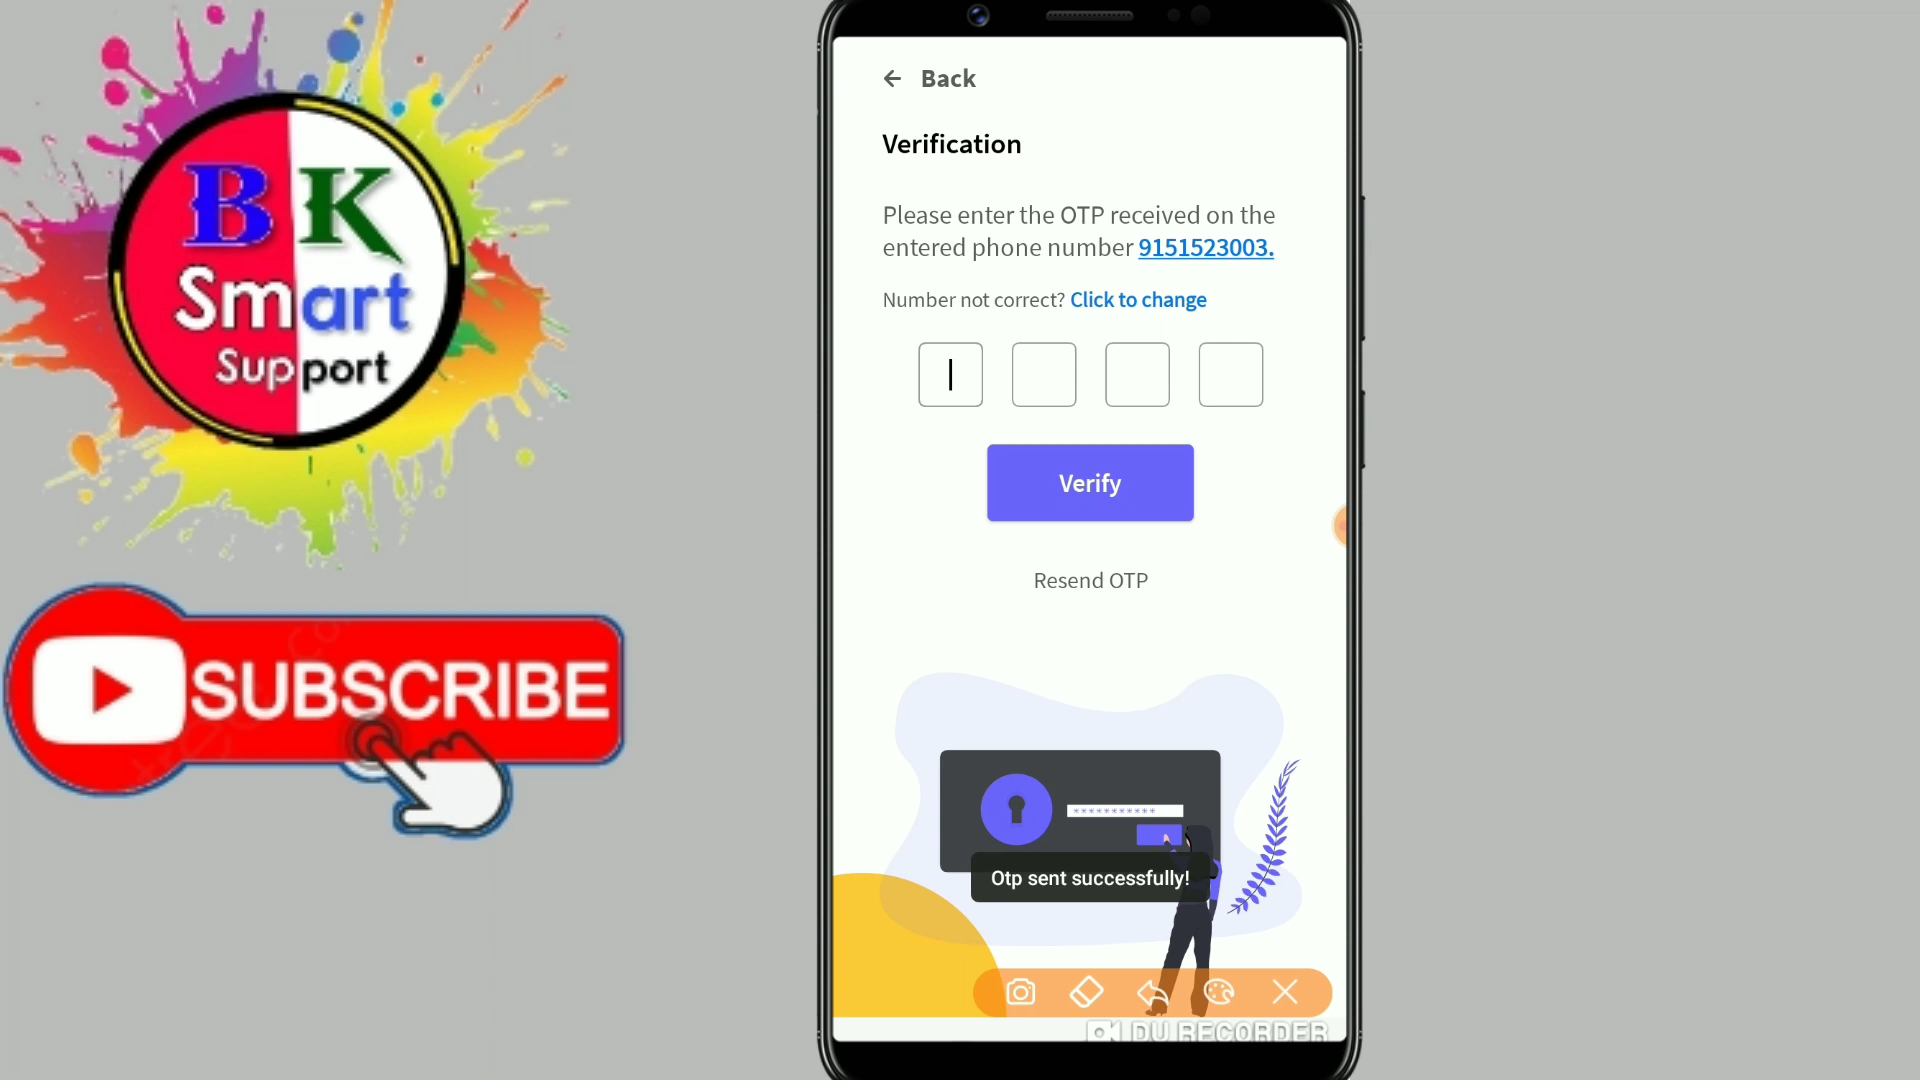 B K
Smart
Support
SUBSCRIBE
Back
Verification
Please enter the OTP received on the
entered phone number 9151523003.
Number not correct? Click to change
Verify
Resend OTP
***********
Otp sent successfully!
DU RECORDER